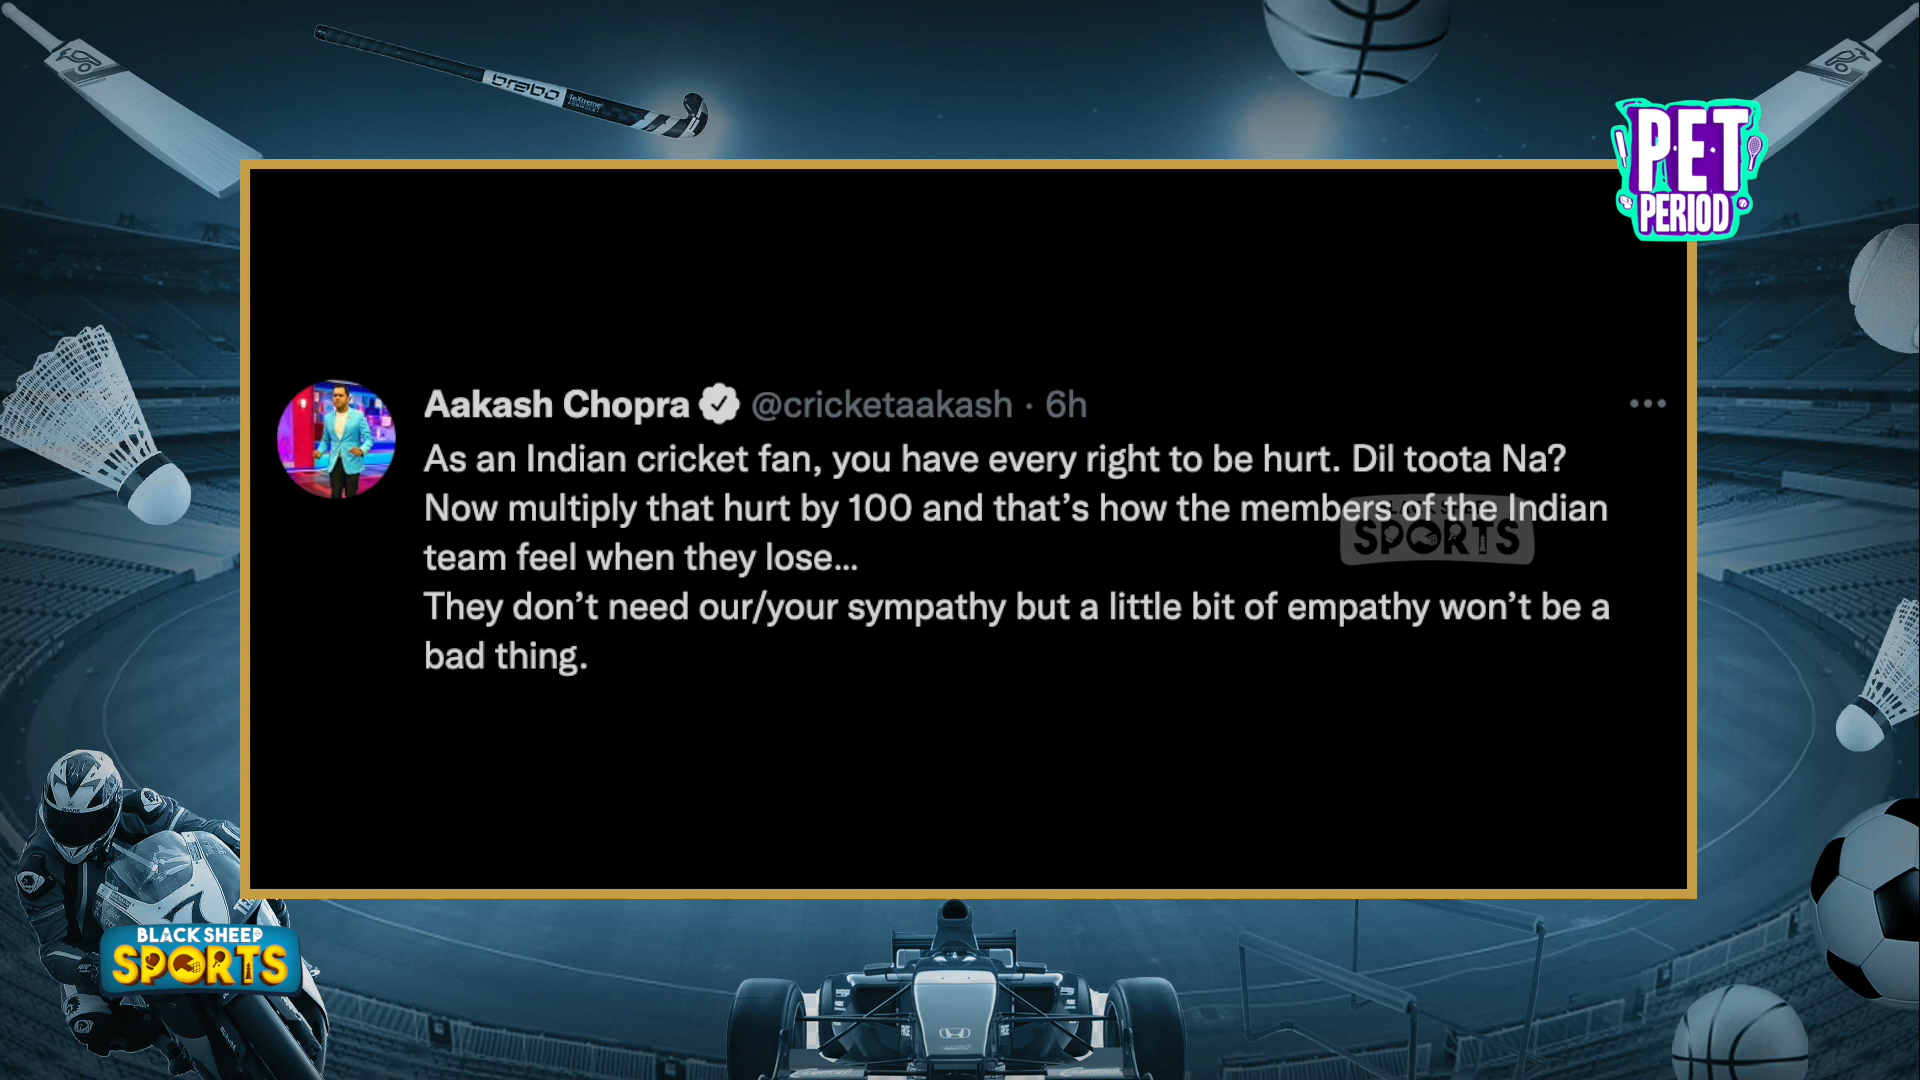 brabo
TeXtreme
PET
PERIOD
Aakash Chopra @cricketaakash · 6h
As an Indian cricket fan, you have every right to be hurt. Dil toota Na?
Now multiply that hurt by 100 and that’s how the members of the Indian
team feel when they lose...
They don’t need our/your sympathy but a little bit of empathy won’t be a
bad thing.
SPORTS
BLACK SHEEP
SPORTS